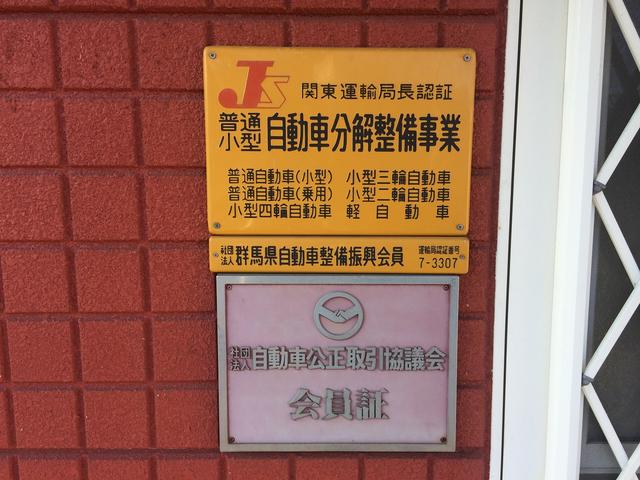 JS 関東運輸局長認証
普通
小型 自動車分解整備事業
普通自動車(小型) 小型三輪自動車
普通自動車(乗用) 小型二輪自動車
小型四輪自動車 軽自動車
社団
法人 群馬県自動車整備振興会員 運輸局認証番号
7-3307
社団
法人 自動車公正取引協議会
会員証